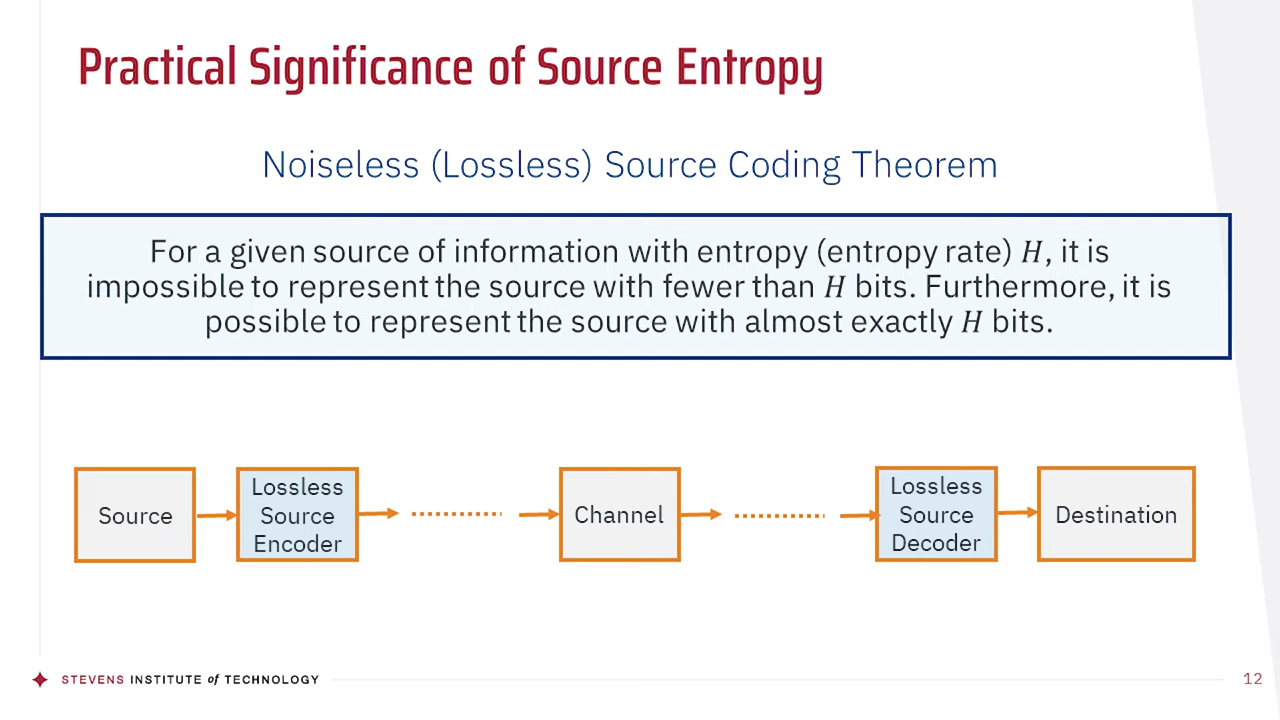 Practical Significance of Source Entropy
Noiseless (Lossless) Source Coding Theorem
For a given source of information with entropy (entropy rate) H, it is
impossible to represent the source with fewer than H bits. Furthermore, it is
possible to represent the source with almost exactly H bits.
Source
Lossless
Source
Encoder
Channel
Lossless
Source
Decoder
Destination
STEVENS INSTITUTE of TECHNOLOGY
12